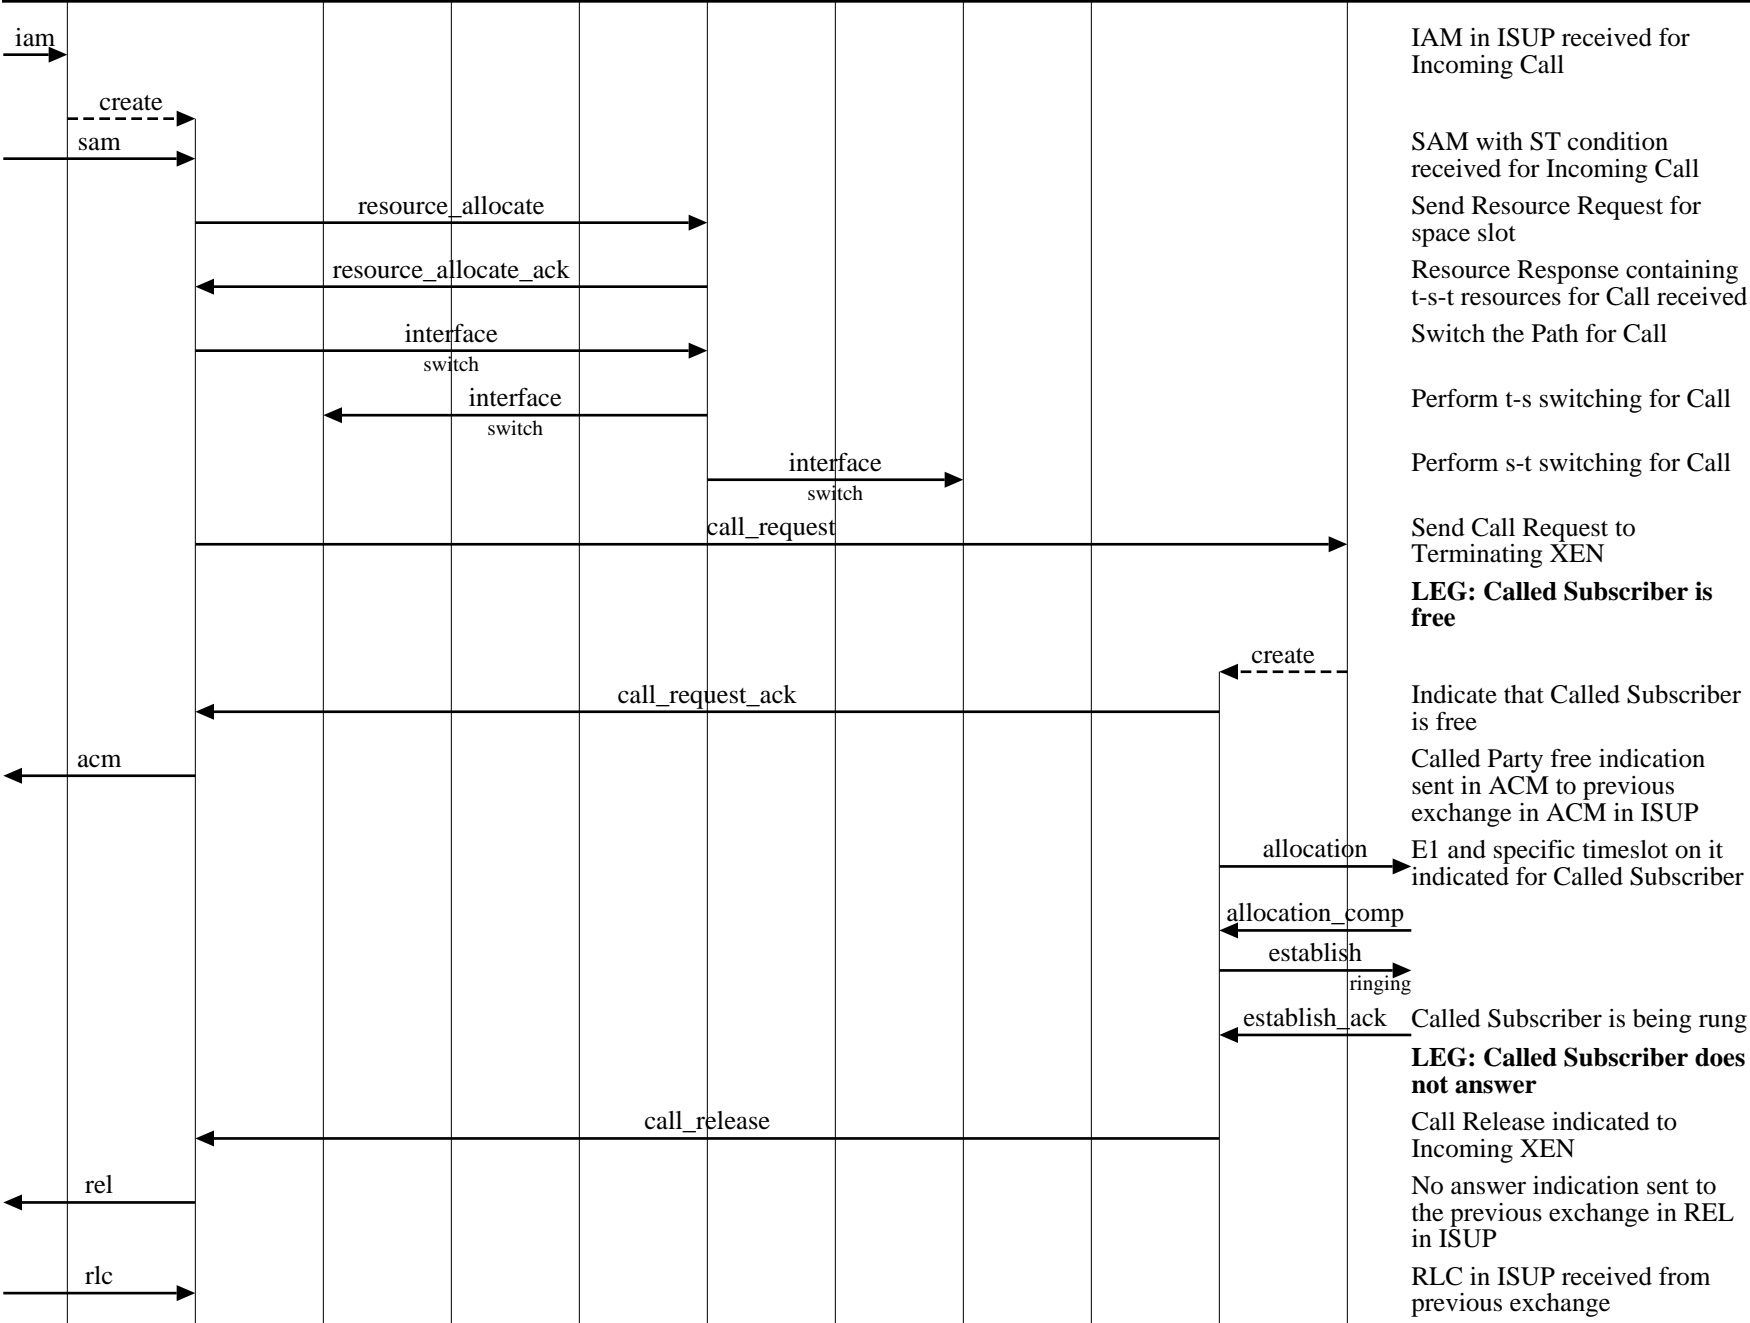 iam
IAM in ISUP received for
Incoming Call
create
sam
SAM with ST condition
received for Incoming Call
resource_allocate
Send Resource Request for
space slot
resource_allocate_ack
Resource Response containing
t-s-t resources for Call received
interface
switch
Switch the Path for Call
interface
switch
Perform t-s switching for Call
interface
switch
Perform s-t switching for Call
call_request
Send Call Request to
Terminating XEN
LEG: Called Subscriber is
free
create
call_request_ack
Indicate that Called Subscriber
is free
acm
Called Party free indication
sent in ACM to previous
exchange in ACM in ISUP
allocation
E1 and specific timeslot on it
indicated for Called Subscriber
allocation_comp
establish
ringing
establish_ack
Called Subscriber is being rung
LEG: Called Subscriber does
not answer
call_release
Call Release indicated to
Incoming XEN
rel
No answer indication sent to
the previous exchange in REL
in ISUP
rlc
RLC in ISUP received from
previous exchange